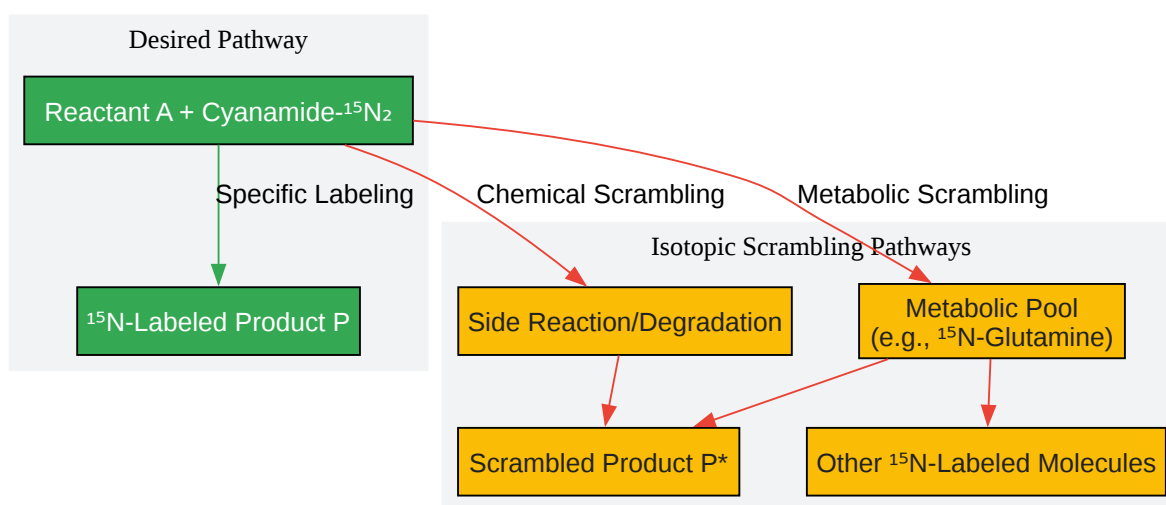 Desired Pathway
Reactant A + Cyanamide-¹⁵N₂
Specific Labeling
Chemical Scrambling
Metabolic Scrambling
Isotopic Scrambling Pathways
¹⁵N-Labeled Product P
Side Reaction/Degradation
Metabolic Pool
(e.g., ¹⁵N-Glutamine)
Scrambled Product P*
Other ¹⁵N-Labeled Molecules